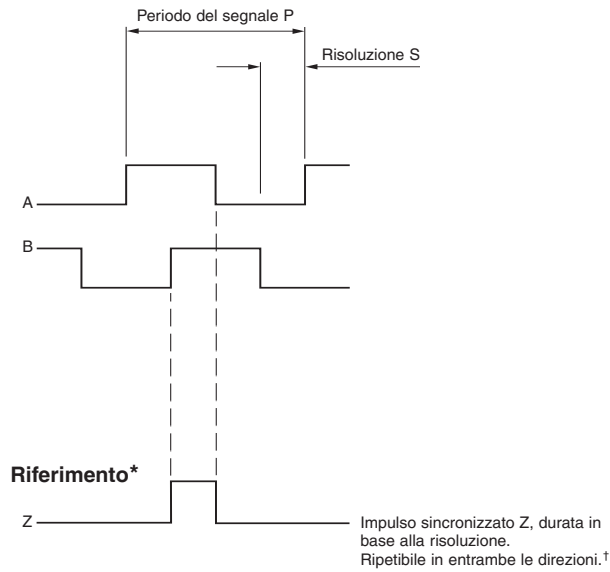 Periodo del segnale P
Risoluzione S
A
B
Riferimento*
Z
Impulso sincronizzato Z, durata in
base alla risoluzione.
Ripetibile in entrambe le direzioni.†